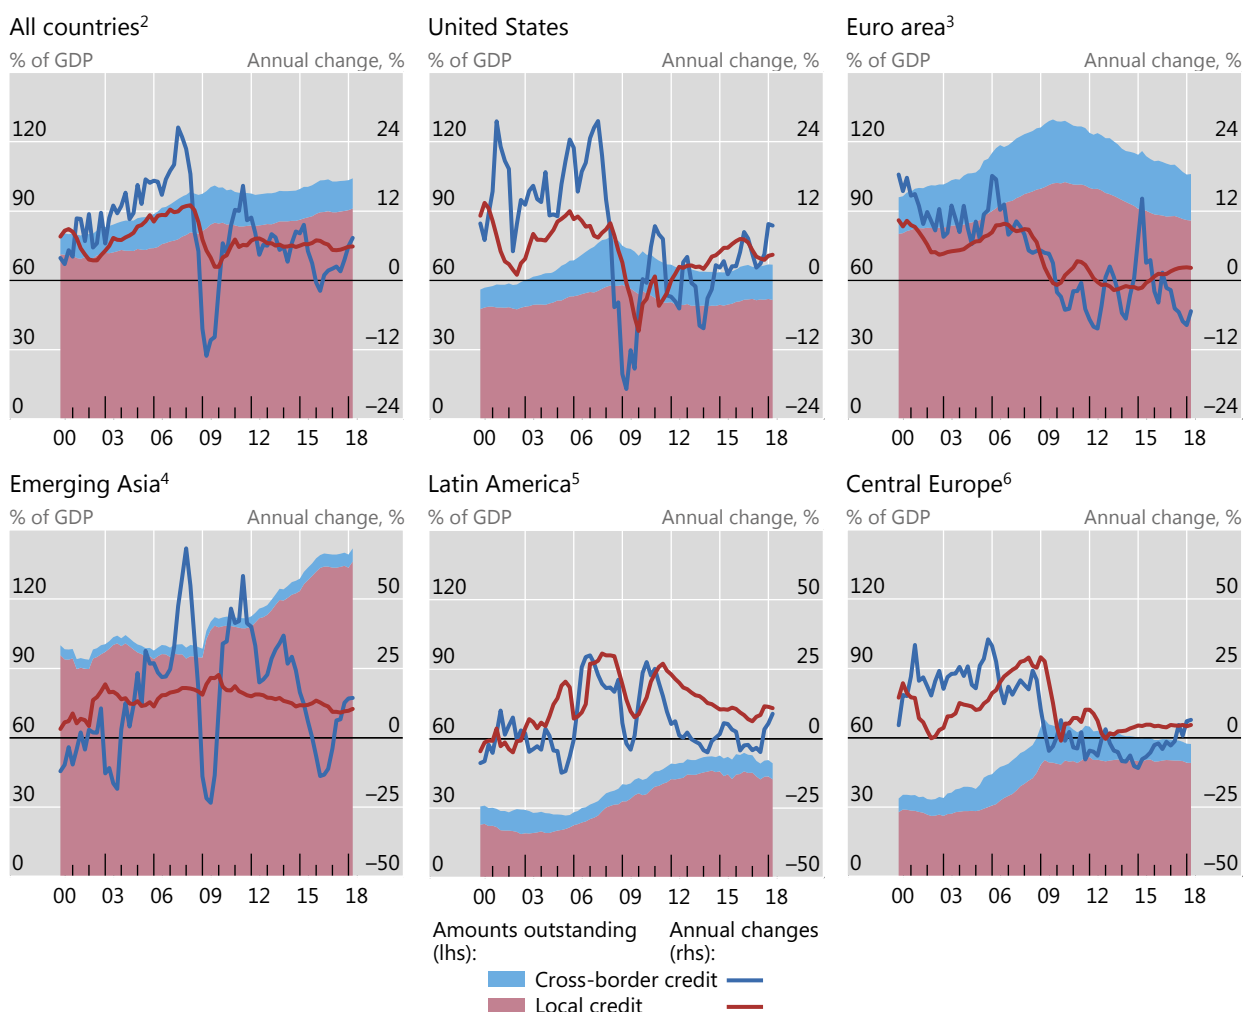 All countries2
% of GDP Annual change, %
120 24
90 12
60 0
30 –12
0 –24
00 03 06 09 12 15 18
United States
% of GDP Annual change, %
120 24
90 12
60 0
30 –12
0 –24
00 03 06 09 12 15 18
Euro area3
% of GDP Annual change, %
120 24
90 12
60 0
30 –12
0 –24
00 03 06 09 12 15 18
Emerging Asia4
% of GDP Annual change, %
120 50
90 25
60 0
30 –25
0 –50
00 03 06 09 12 15 18
Latin America5
% of GDP Annual change, %
120 50
90 25
60 0
30 –25
0 –50
00 03 06 09 12 15 18
Central Europe6
% of GDP Annual change, %
120 50
90 25
60 0
30 –25
0 –50
00 03 06 09 12 15 18
Amounts outstanding Annual changes
(lhs): (rhs):
Cross-border credit
Local credit